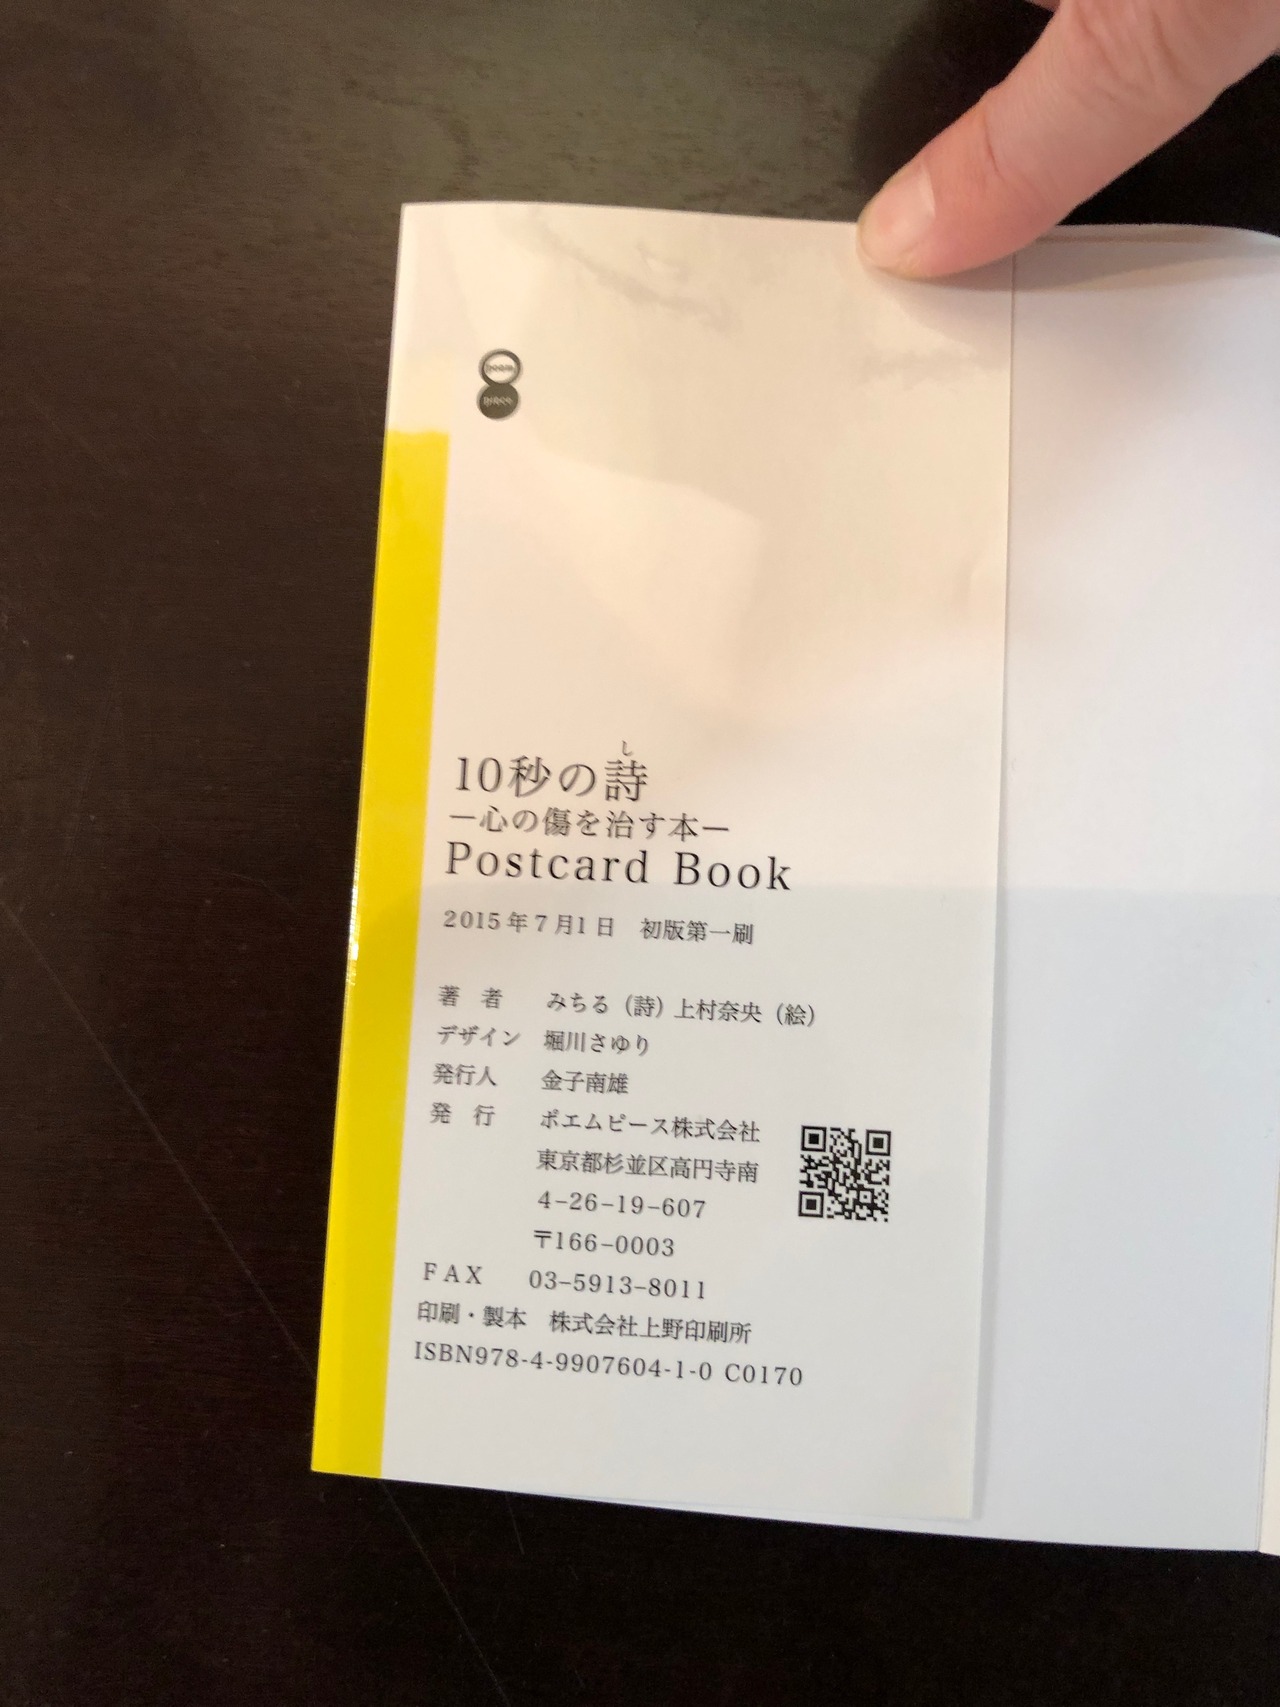 poem
piece
し
10秒の詩
—心の傷を治す本—
Postcard Book
2015年7月1日　初版第一刷
著　者　みちる（詩）上村奈央（絵）
デザイン　堀川さゆり
発行人　金子南雄
発　行　ポエムピース株式会社
東京都杉並区高円寺南
4–26–19–607
〒166–0003
FAX　03–5913–8011
印刷・製本　株式会社上野印刷所
ISBN978-4-9907604-1-0 C0170